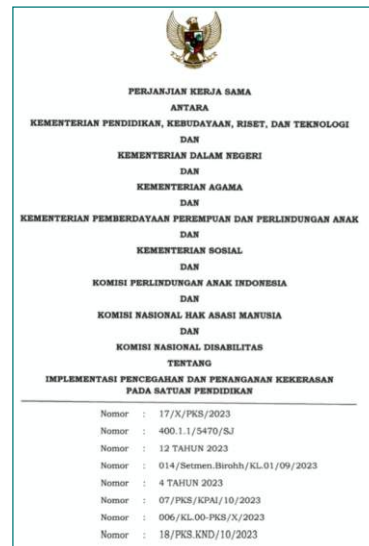 PERJANJIAN KERJA SAMA
ANTARA
KEMENTERIAN PENDIDIKAN, KEBUDAYAAN, RISET, DAN TEKNOLOGI
DAN
KEMENTERIAN DALAM NEGERI
DAN
KEMENTERIAN AGAMA
DAN
KEMENTERIAN PEMBERDAYAAN PEREMPUAN DAN PERLINDUNGAN ANAK
DAN
KEMENTERIAN SOSIAL
DAN
KOMISI PERLINDUNGAN ANAK INDONESIA
DAN
KOMISI NASIONAL HAK ASASI MANUSIA
DAN
KOMISI NASIONAL DISABILITAS
TENTANG
IMPLEMENTASI PENCEGAHAN DAN PENANGANAN KEKERASAN
PADA SATUAN PENDIDIKAN
Nomor : 17/X/PKS/2023
Nomor : 400.1.1/5470/SJ
Nomor : 12 TAHUN 2023
Nomor : 014/Setmen.Birohh/KL.01/09/2023
Nomor : 4 TAHUN 2023
Nomor : 07/PKS/KPAI/10/2023
Nomor : 006/KL.00-PKS/X/2023
Nomor : 18/PKS.KND/10/2023